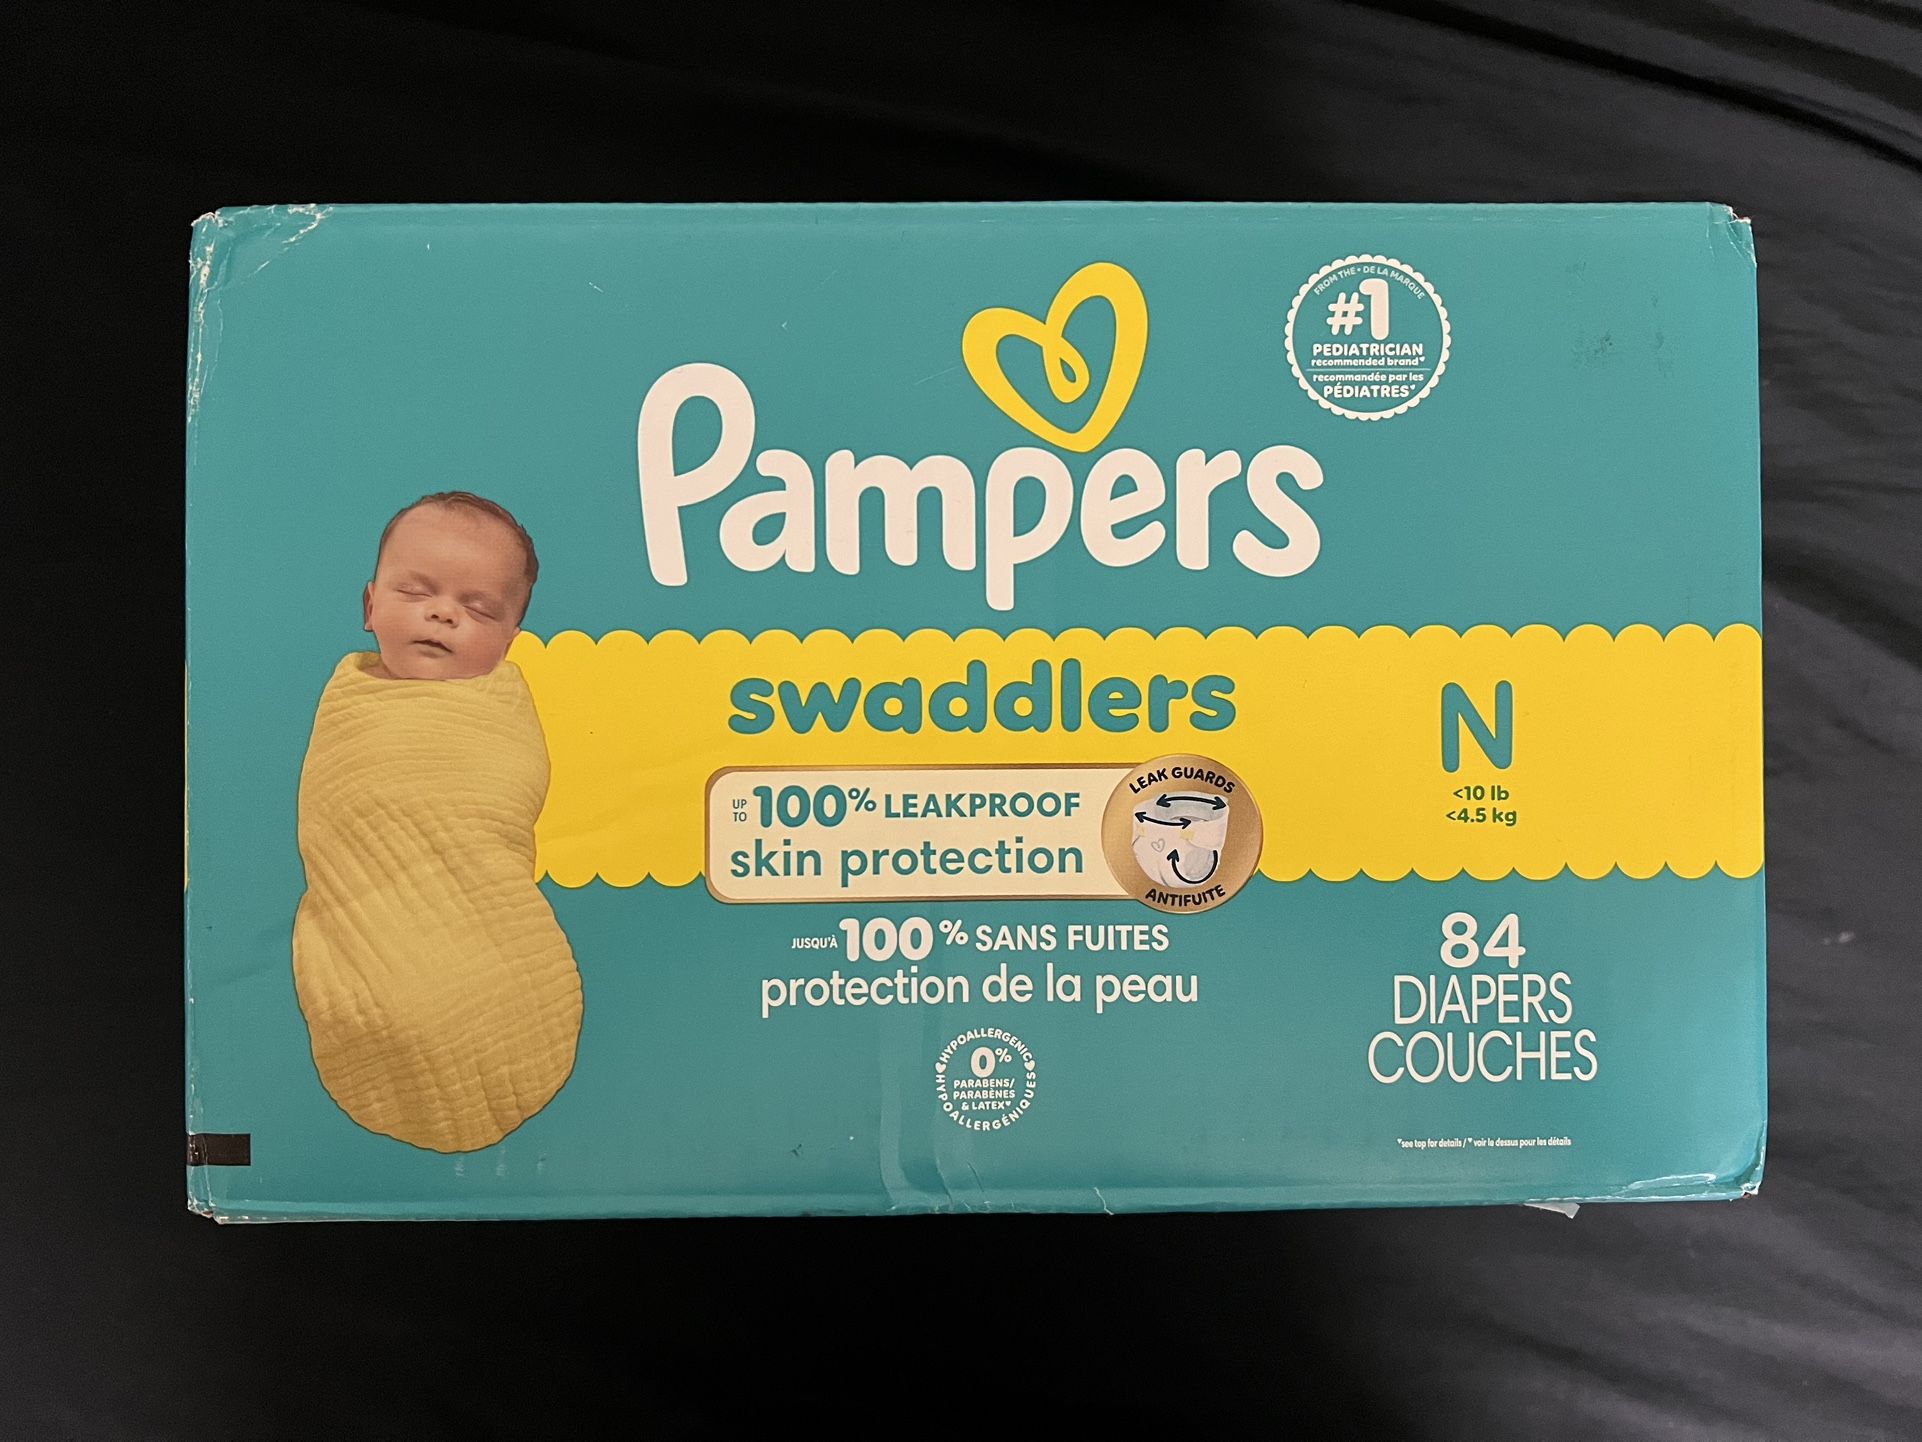 FROM THE • DE LA MARQUE
#1
PEDIATRICIAN
recommended brand♥
recommandée par les
PÉDIATRES♥
Pampers
swaddlers
N
<10 lb
<4.5 kg
UP TO 100% LEAKPROOF
skin protection
LEAK GUARDS
ANTIFUITE
JUSQU'À 100% SANS FUITES
protection de la peau
84
DIAPERS
COUCHES
HYPOALLERGENIC
0%
PARABENS/
PARABÈNES
& LATEX♥
HYPOALLERGÉNIQUES
♥see top for details / ♥ voir le dessus pour les détails